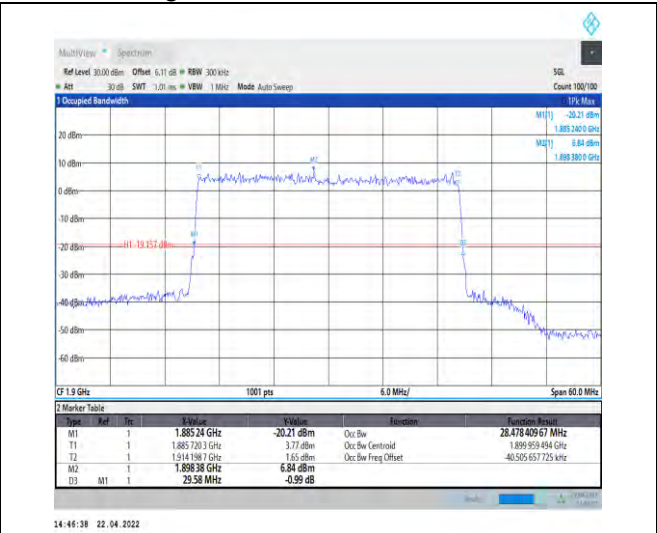 MultiView Spectrum
Ref Level 30.00 dBm Offset 6.11 dB RBW 300 kHz SGL
Att 30 dB SWT 1.01 ms VBW 1 MHz Mode Auto Sweep Count 100/100
1 Occupied Bandwidth 1Pk Max
M1[1] -20.21 dBm
1.885 240 0 GHz
M2[1] 6.84 dBm
1.898 380 0 GHz
20 dBm
10 dBm
M2
T1
T2
0 dBm
-10 dBm
M1
-20 dBm
H1 -19.157 dBm
-30 dBm
-40 dBm
-50 dBm
-60 dBm
CF 1.9 GHz 1001 pts 6.0 MHz/ Span 60.0 MHz
2 Marker Table
Type Ref Trc X-Value Y-Value Function Function Result
M1 1 1.885 24 GHz -20.21 dBm Occ Bw 28.478 409 67 MHz
T1 1 1.885 720 3 GHz 3.77 dBm Occ Bw Centroid 1.899 959 494 GHz
T2 1 1.914 198 7 GHz 1.65 dBm Occ Bw Freq Offset -40.505 657 725 kHz
M2 1 1.898 38 GHz 6.84 dBm
D3 M1 1 29.58 MHz -0.99 dB
14:46:38 22.04.2022